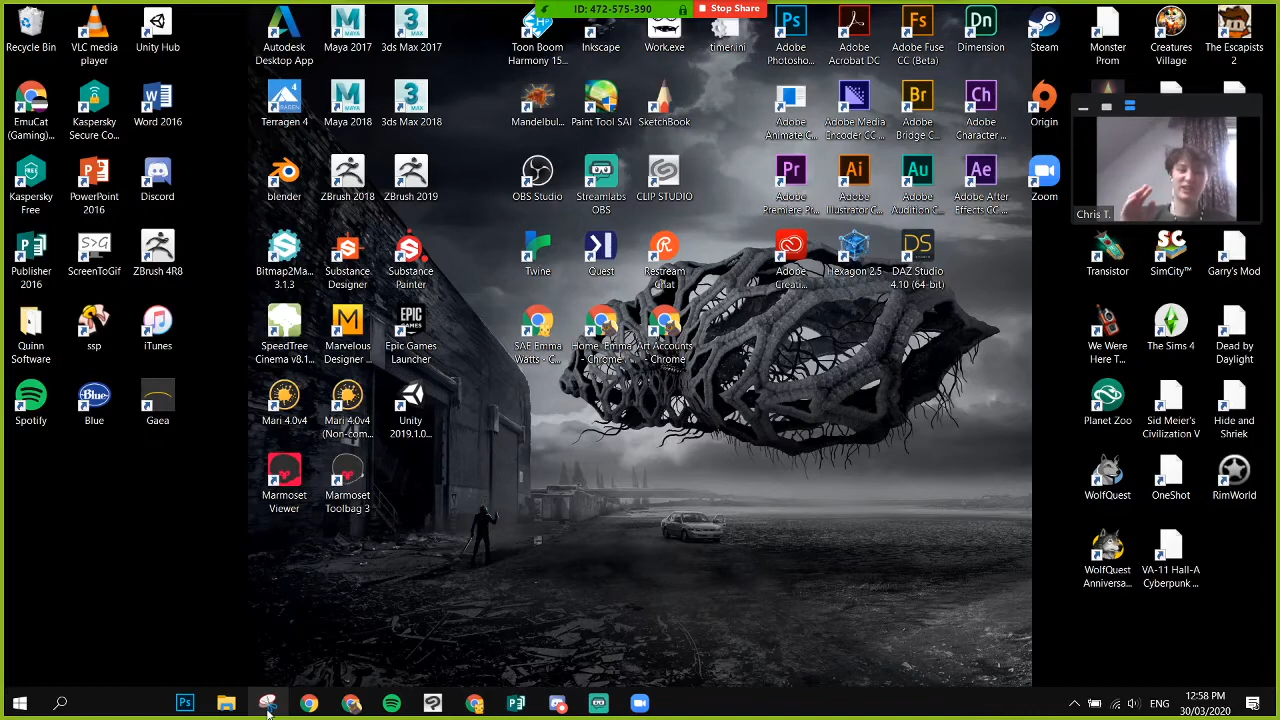 ID: 472-575-390
Stop Share
Recycle Bin
VLC media
player
Unity Hub
Autodesk
Desktop App
Maya 2017
3ds Max 2017
Toon Boom
Harmony 15...
Inkscape
Work.exe
timer.ini
Adobe
Photosho...
Adobe
Acrobat DC
Adobe Fuse
CC (Beta)
Dimension
Steam
Monster
Prom
Creatures
Village
The Escapists
2
EmuCat
(Gaming)...
Kaspersky
Secure Co...
Word 2016
Terragen 4
Maya 2018
3ds Max 2018
Mandelbul...
Paint Tool SAI
SketchBook
Adobe
Animate C...
Adobe Media
Encoder CC...
Adobe
Bridge C...
Adobe
Character ...
Origin
Kaspersky
Free
PowerPoint
2016
Discord
blender
ZBrush 2018
ZBrush 2019
OBS Studio
Streamlabs
OBS
CLIP STUDIO
Adobe
Premiere Pr...
Adobe
Illustrator C...
Adobe
Audition C...
Adobe After
Effects CC ...
Zoom
Chris T.
Publisher
2016
ScreenToGif
ZBrush 4R8
Bitmap2Ma...
3.1.3
Substance
Designer
Substance
Painter
Twine
Quest
Restream
Chat
Adobe
Creati...
Hexagon 2.5
DAZ Studio
4.10 (64-bit)
Transistor
SimCity™
Garry's Mod
Quinn
Software
ssp
iTunes
SpeedTree
Cinema v8.1...
Marvelous
Designer ...
Epic Games
Launcher
SAE Emma
Watts - C...
Home Emma
- Chrome
Art Accounts
- Chrome
We Were
Here T...
The Sims 4
Dead by
Daylight
Spotify
Blue
Gaea
Mari 4.0v4
Mari 4.0v4
(Non-com...
Unity
2019.1.0...
Planet Zoo
Sid Meier's
Civilization V
Hide and
Shriek
Marmoset
Viewer
Marmoset
Toolbag 3
WolfQuest
OneShot
RimWorld
WolfQuest
Anniversa...
VA-11 Hall-A
Cyberpunk ...
ENG
12:58 PM
30/03/2020